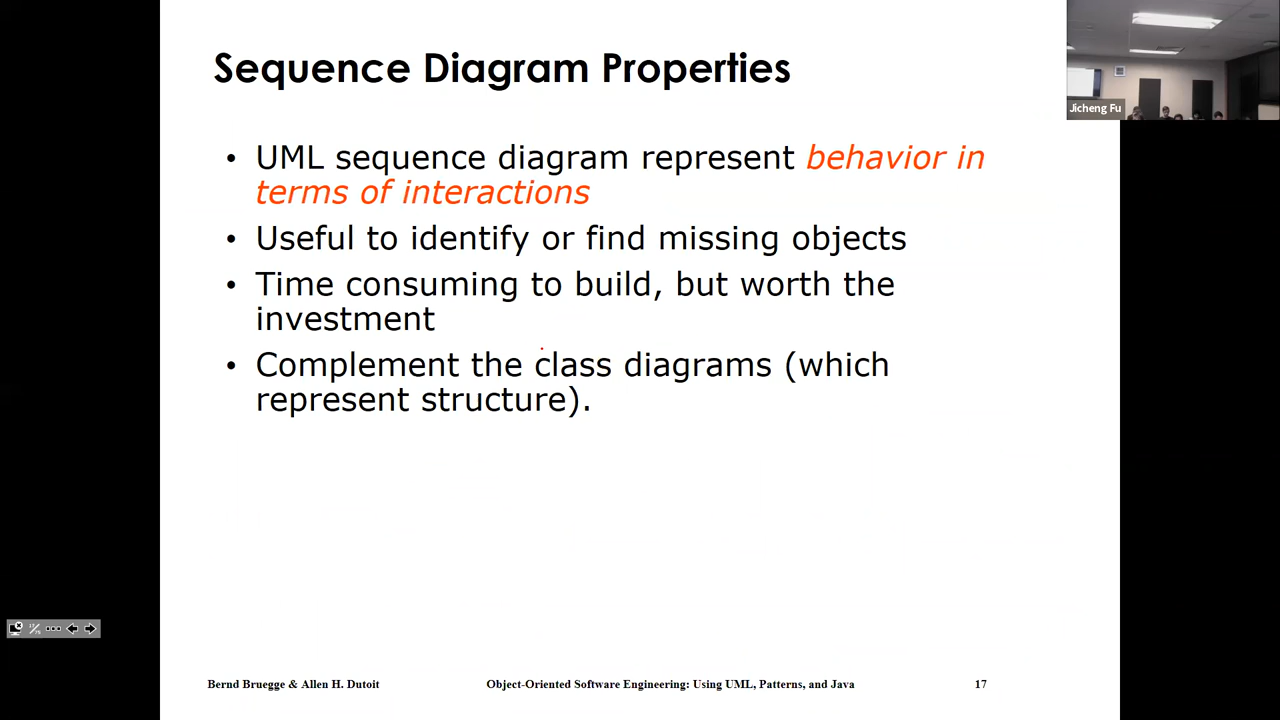 Sequence Diagram Properties
Jicheng Fu
• UML sequence diagram represent behavior in
terms of interactions
• Useful to identify or find missing objects
• Time consuming to build, but worth the
investment
• Complement the class diagrams (which
represent structure).
Bernd Bruegge & Allen H. Dutoit
Object-Oriented Software Engineering: Using UML, Patterns, and Java
17